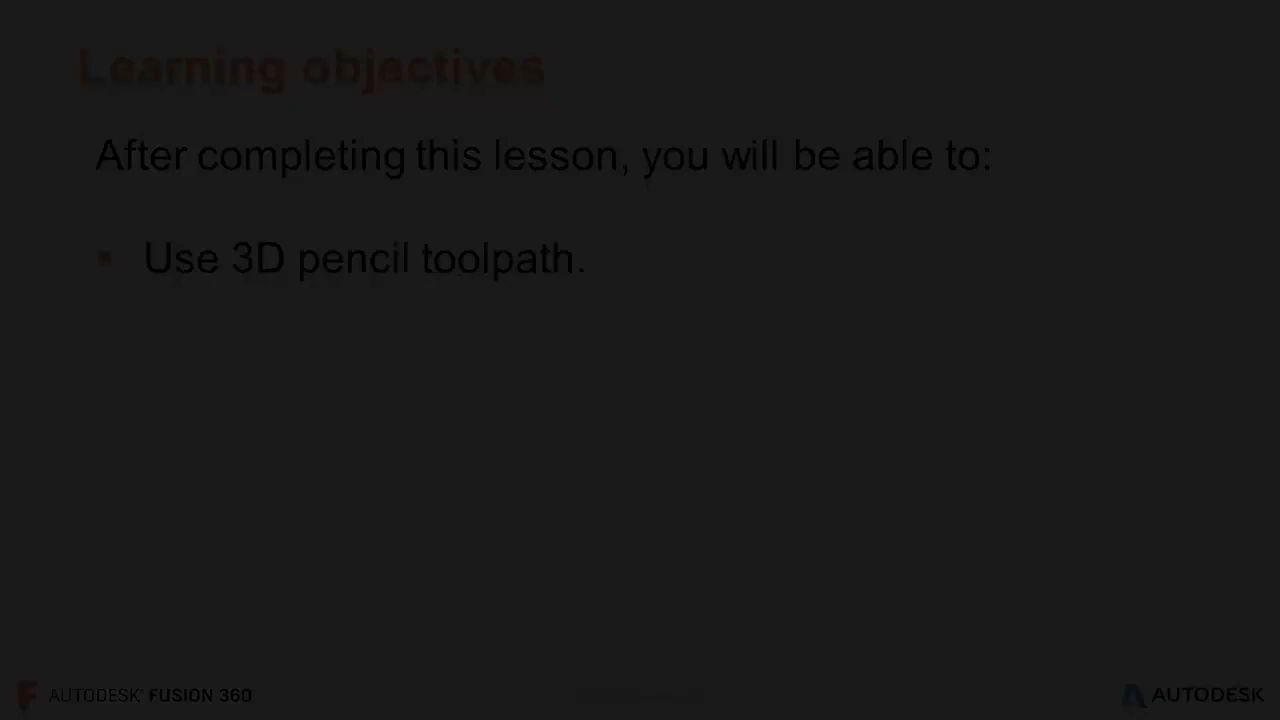 Learning objectives
After completing this lesson, you will be able to:
▪ Use 3D pencil toolpath.
AUTODESK® FUSION 360
AUTODESK